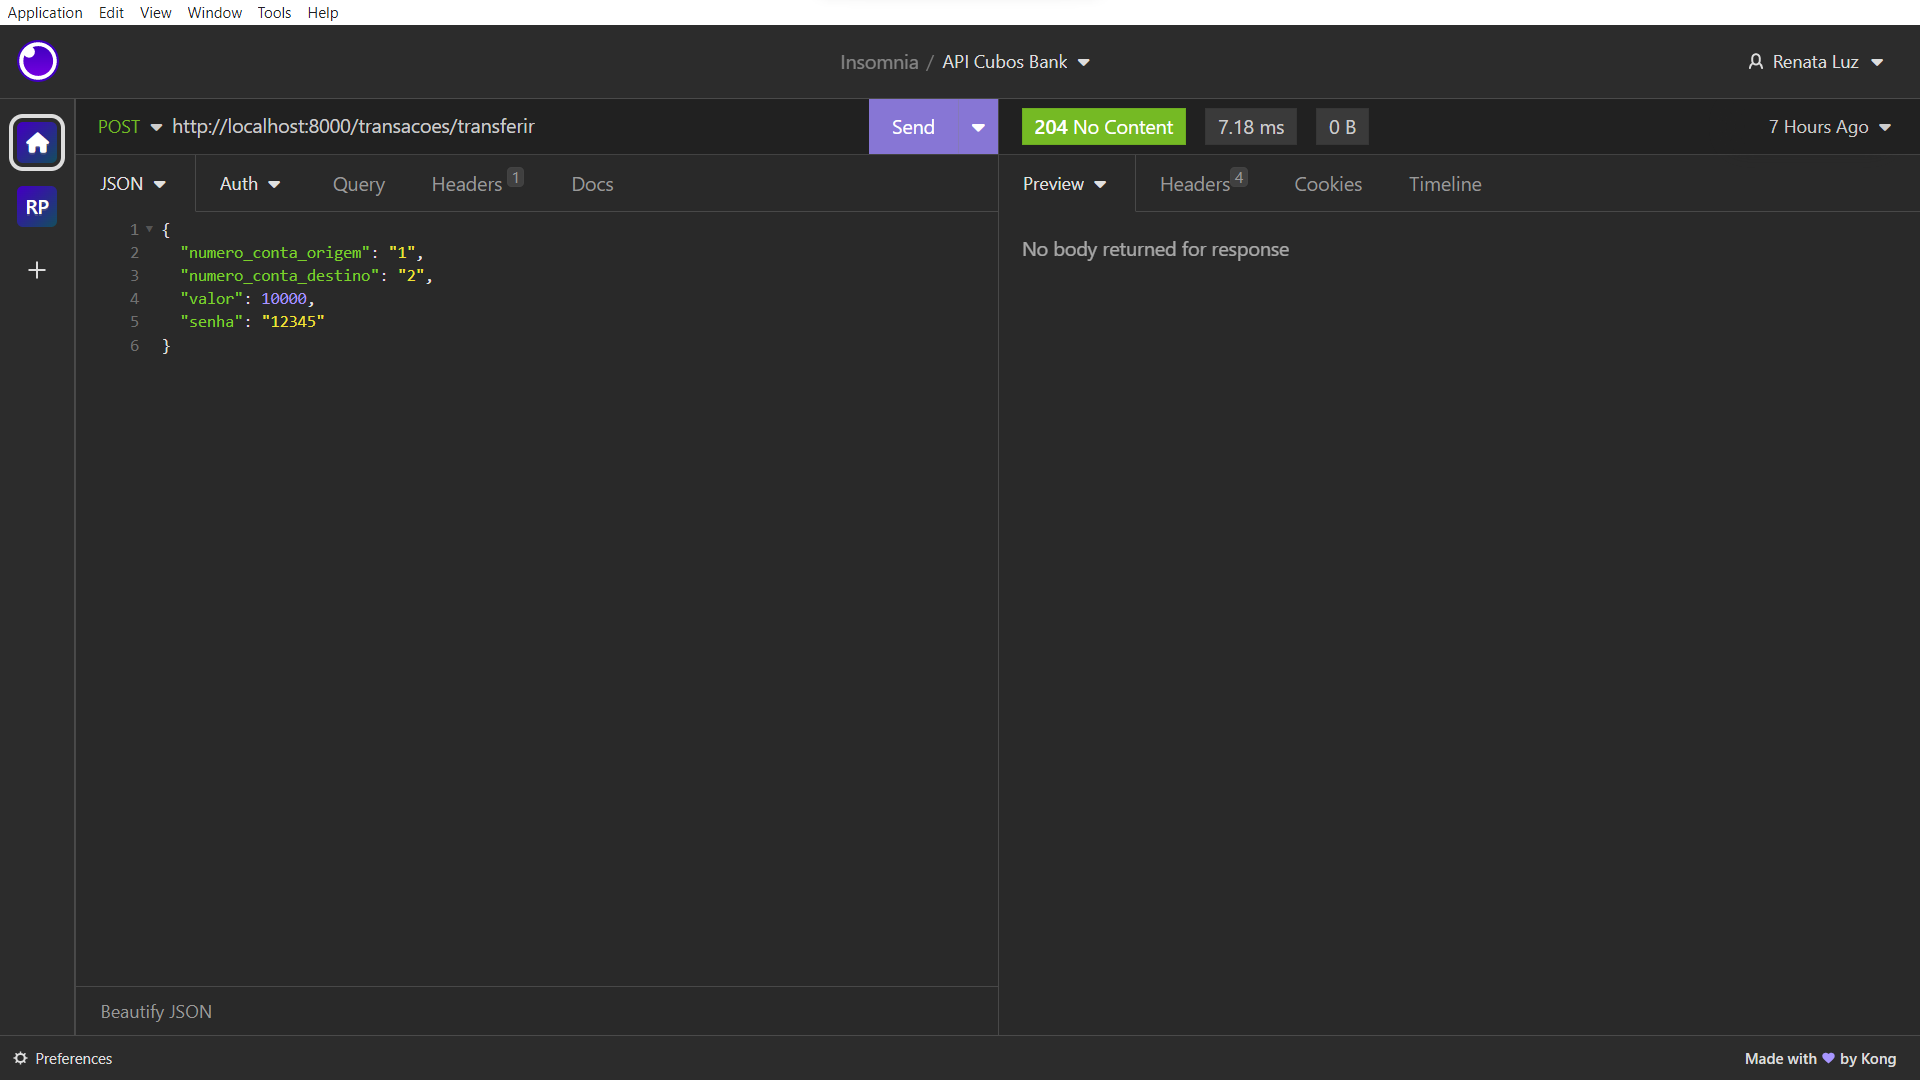 Application Edit View Window Tools Help
Insomnia / API Cubos Bank
Renata Luz
POST http://localhost:8000/transacoes/transferir
Send
204 No Content 7.18 ms 0 B
7 Hours Ago
RP
JSON Auth Query Headers 1 Docs
Preview Headers 4 Cookies Timeline
1 {
2 "numero_conta_origem": "1",
3 "numero_conta_destino": "2",
4 "valor": 10000,
5 "senha": "12345"
6 }
No body returned for response
Beautify JSON
Preferences
Made with by Kong